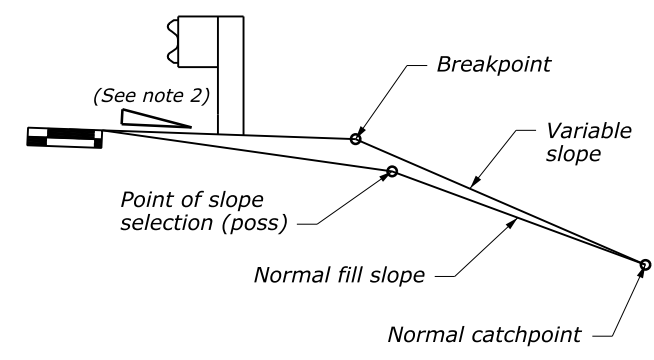 Breakpoint
(See note 2)
Variable
slope
Point of slope
selection (poss)
Normal fill slope
Normal catchpoint